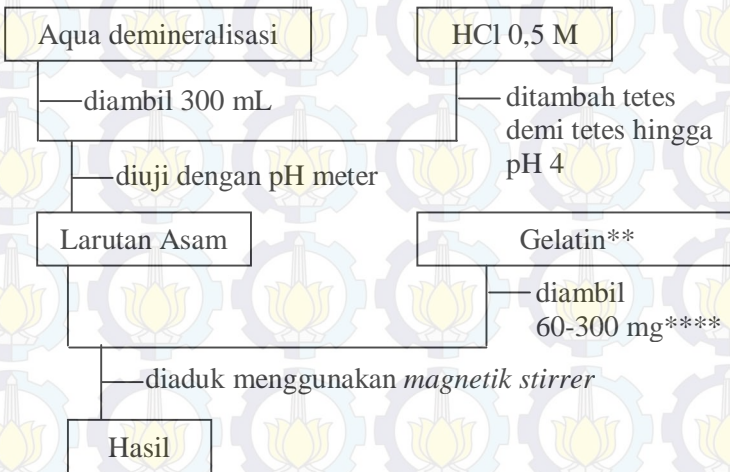 Aqua demineralisasi
HCl 0,5 M
diambil 300 mL
ditambah tetes
demi tetes hingga
pH 4
diuji dengan pH meter
Larutan Asam
Gelatin**
diambil
60-300 mg****
diaduk menggunakan magnetik stirrer
Hasil